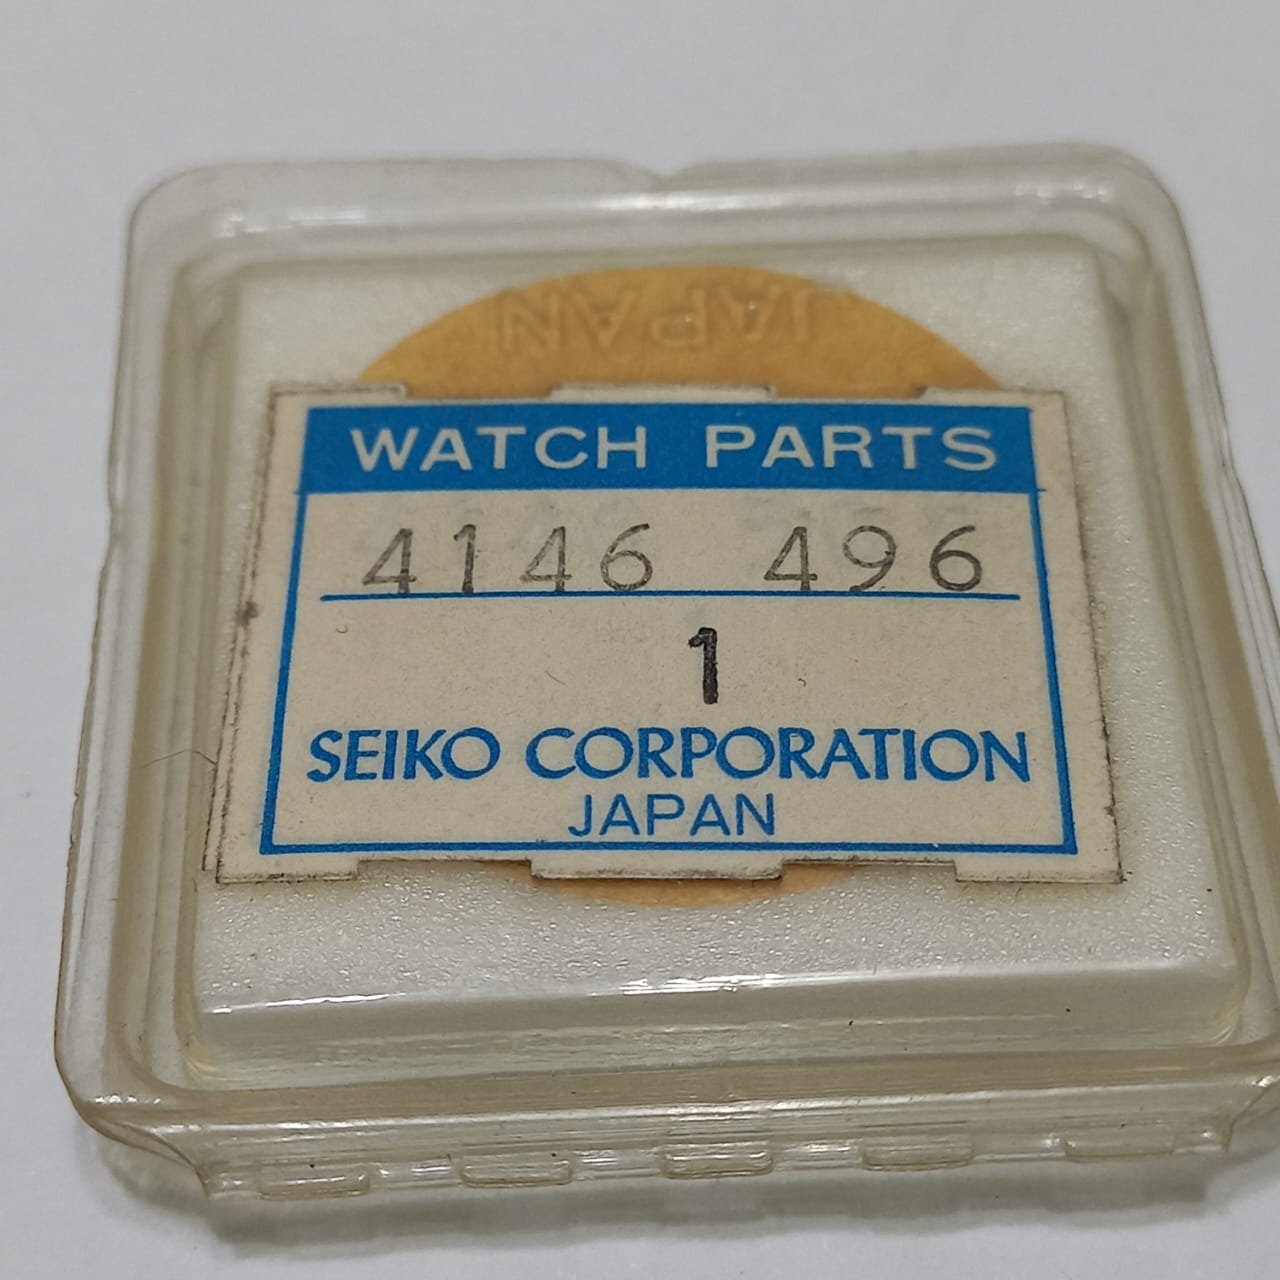 JAPAN
WATCH PARTS
4146 496
1
SEIKO CORPORATION
JAPAN